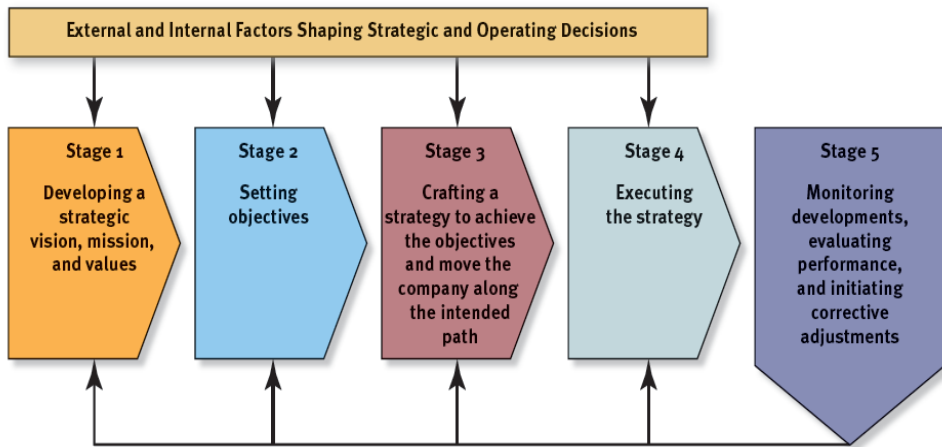 External and Internal Factors Shaping Strategic and Operating Decisions
Stage 1
Developing a
strategic
vision, mission,
and values
Stage 2
Setting
objectives
Stage 3
Crafting a
strategy to achieve
the objectives
and move the
company along
the intended
path
Stage 4
Executing
the strategy
Stage 5
Monitoring
developments,
evaluating
performance,
and initiating
corrective
adjustments